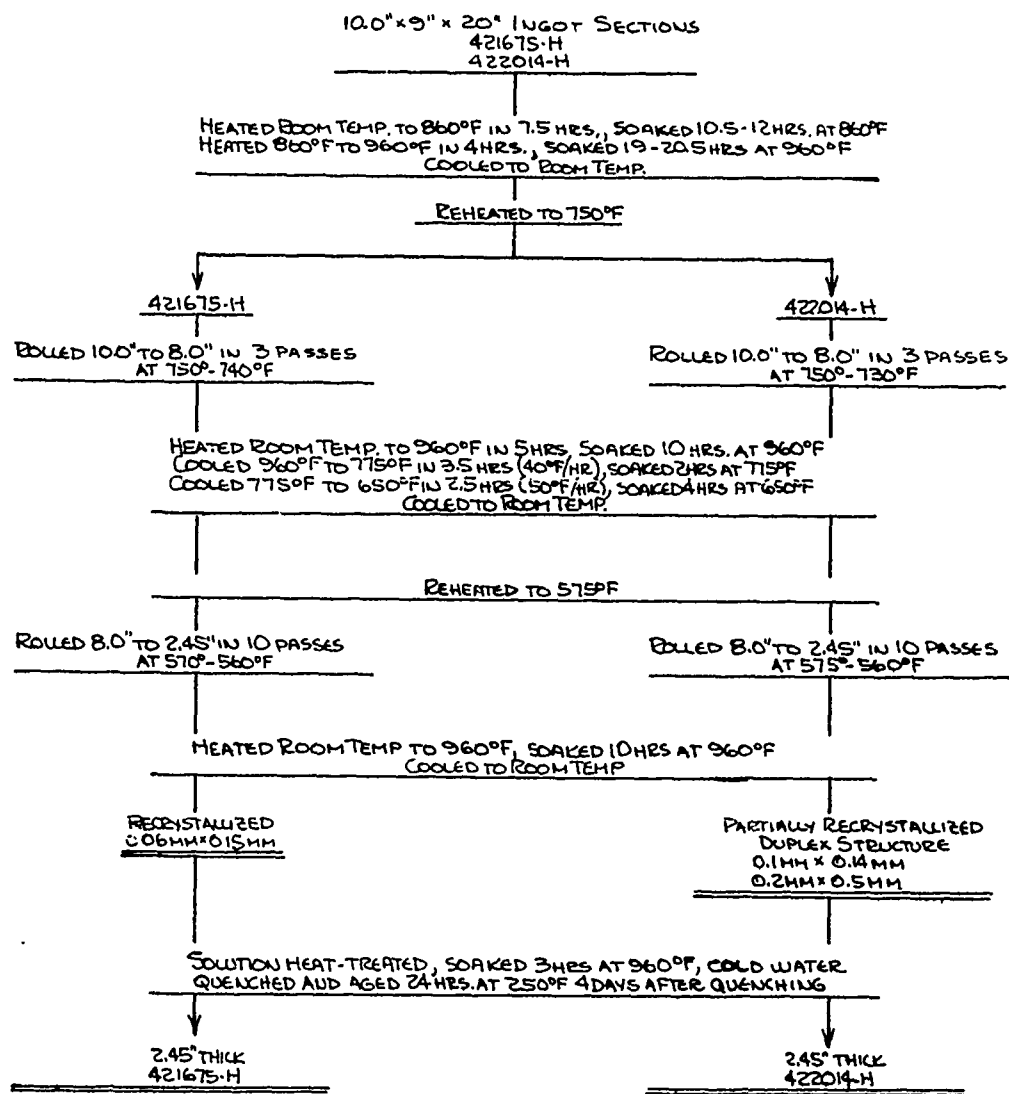 10.0" x 9" x 20" INGOT SECTIONS
421675-H
422014-H
HEATED ROOM TEMP. TO 860°F IN 7.5 HRS., SOAKED 10.5-12 HRS. AT 860°F
HEATED 860°F TO 960°F IN 4 HRS., SOAKED 19-20.5 HRS AT 960°F
COOLED TO ROOM TEMP.
REHEATED TO 750°F
421675-H
422014-H
ROLLED 10.0" TO 8.0" IN 3 PASSES
AT 750°-740°F
ROLLED 10.0" TO 8.0" IN 3 PASSES
AT 750°-730°F
HEATED ROOM TEMP. TO 960°F IN 5 HRS, SOAKED 10 HRS. AT 960°F
COOLED 960°F TO 775°F IN 3.5 HRS (40°F/HR), SOAKED 2 HRS AT 775°F
COOLED 775°F TO 650°F IN 2.5 HRS (50°F/HR), SOAKED 4 HRS AT 650°F
COOLED TO ROOM TEMP.
REHEATED TO 575°F
ROLLED 8.0" TO 2.45" IN 10 PASSES
AT 570°-560°F
ROLLED 8.0" TO 2.45" IN 10 PASSES
AT 575°-560°F
HEATED ROOM TEMP TO 960°F, SOAKED 10 HRS AT 960°F
COOLED TO ROOM TEMP
RECRYSTALLIZED
0.06MM x 0.15MM
PARTIALLY RECRYSTALLIZED
DUPLEX STRUCTURE
0.1MM x 0.14MM
0.2MM x 0.5MM
SOLUTION HEAT-TREATED, SOAKED 3 HRS AT 960°F, COLD WATER
QUENCHED AND AGED 24 HRS. AT 250°F 4 DAYS AFTER QUENCHING
2.45" THICK
421675-H
2.45" THICK
422014-H